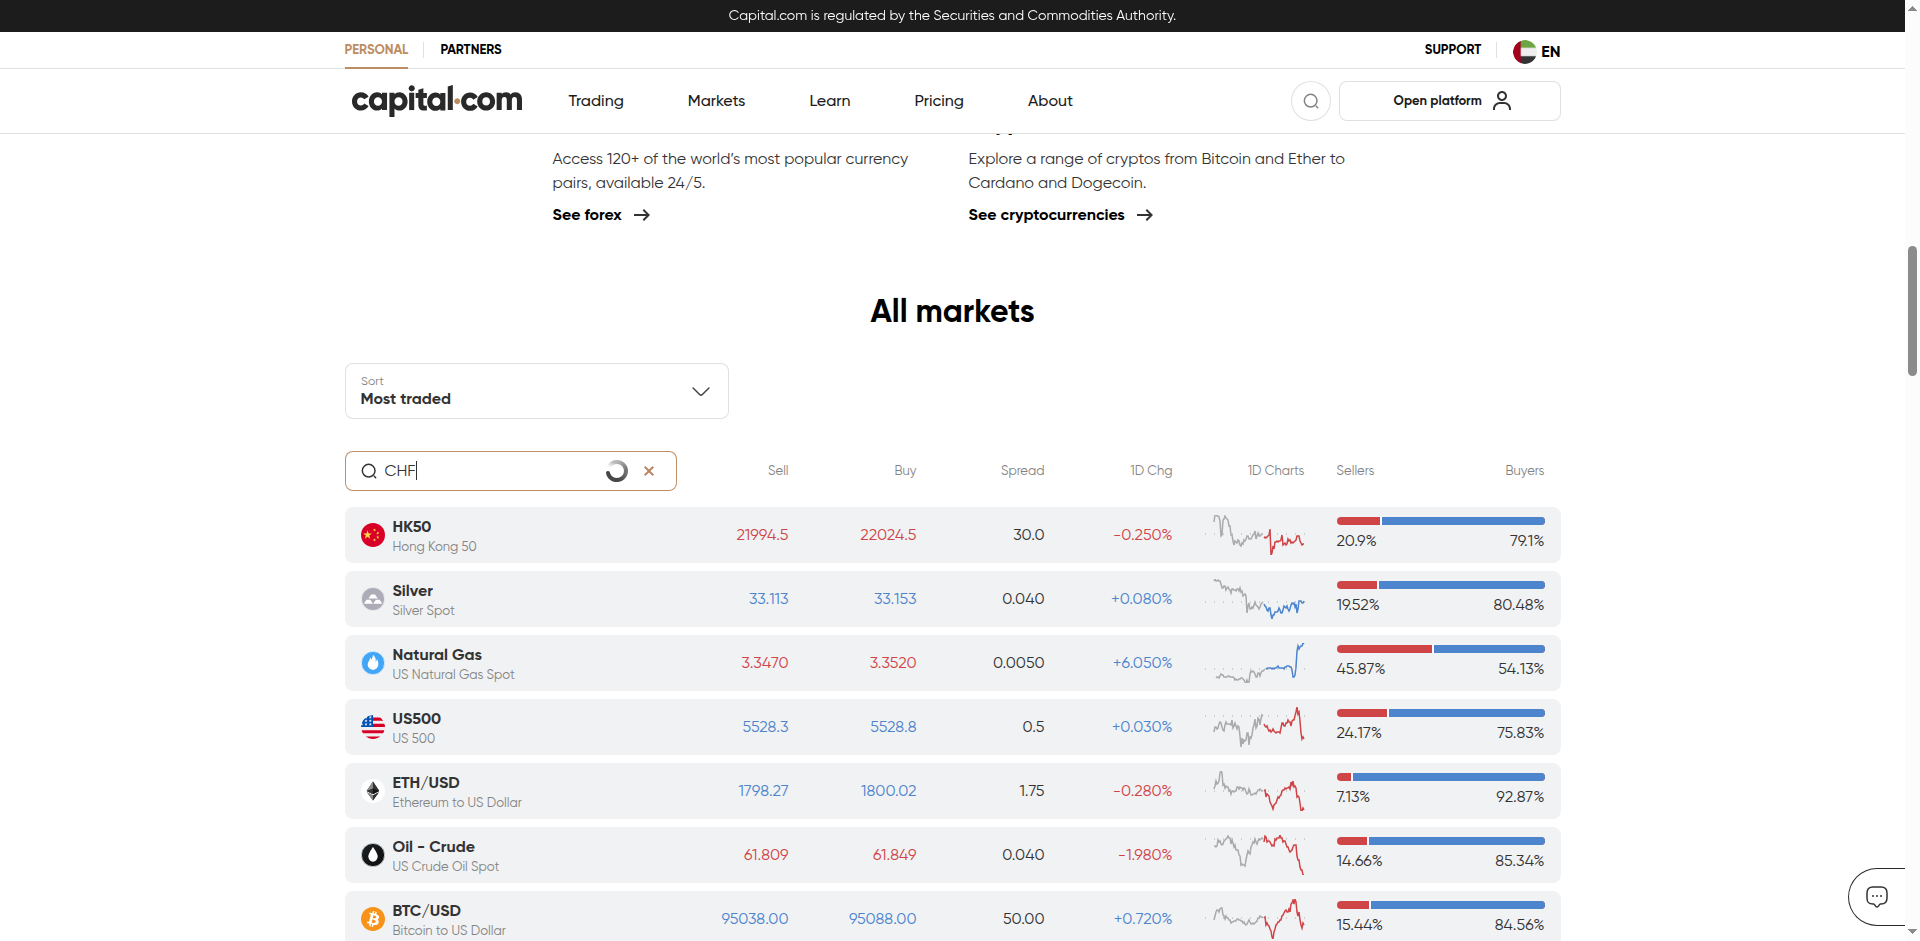 Capital.com is regulated by the Securities and Commodities Authority.
PERSONAL PARTNERS SUPPORT EN
capital.com Trading Markets Learn Pricing About Open platform
Access 120+ of the world's most popular currency
pairs, available 24/5.
See forex
Explore a range of cryptos from Bitcoin and Ether to
Cardano and Dogecoin.
See cryptocurrencies
All markets
Sort
Most traded
CHF Sell Buy Spread 1D Chg 1D Charts Sellers Buyers
HK50
Hong Kong 50
21994.5 22024.5 30.0 -0.250% 20.9% 79.1%
Silver
Silver Spot
33.113 33.153 0.040 +0.080% 19.52% 80.48%
Natural Gas
US Natural Gas Spot
3.3470 3.3520 0.0050 +6.050% 45.87% 54.13%
US500
US 500
5528.3 5528.8 0.5 +0.030% 24.17% 75.83%
ETH/USD
Ethereum to US Dollar
1798.27 1800.02 1.75 -0.280% 7.13% 92.87%
Oil - Crude
US Crude Oil Spot
61.809 61.849 0.040 -1.980% 14.66% 85.34%
BTC/USD
Bitcoin to US Dollar
95038.00 95088.00 50.00 +0.720% 15.44% 84.56%